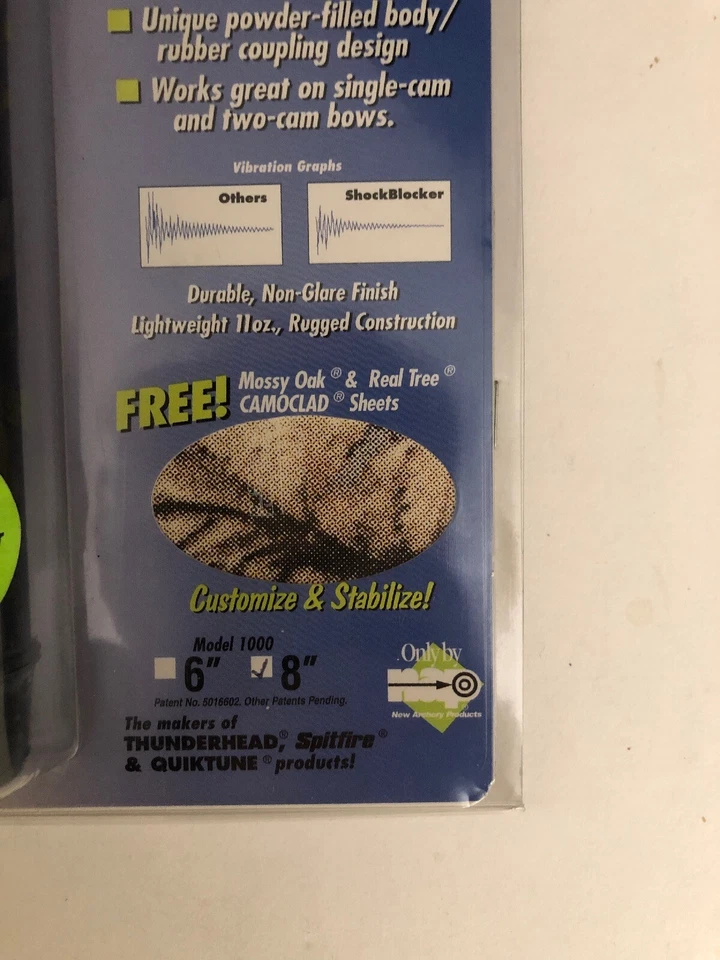 Unique powder-filled body/
rubber coupling design
Works great on single-cam
and two-cam bows.
Vibration Graphs
Others
ShockBlocker
Durable, Non-Glare Finish
Lightweight 11oz., Rugged Construction
FREE! Mossy Oak® & Real Tree®
CAMOCLAD® Sheets
Customize & Stabilize!
Model 1000
6" 8"
Patent No. 5016602. Other Patents Pending.
The makers of
THUNDERHEAD®, Spitfire®
& QUIKTUNE® products!
Only by
New Archery Products